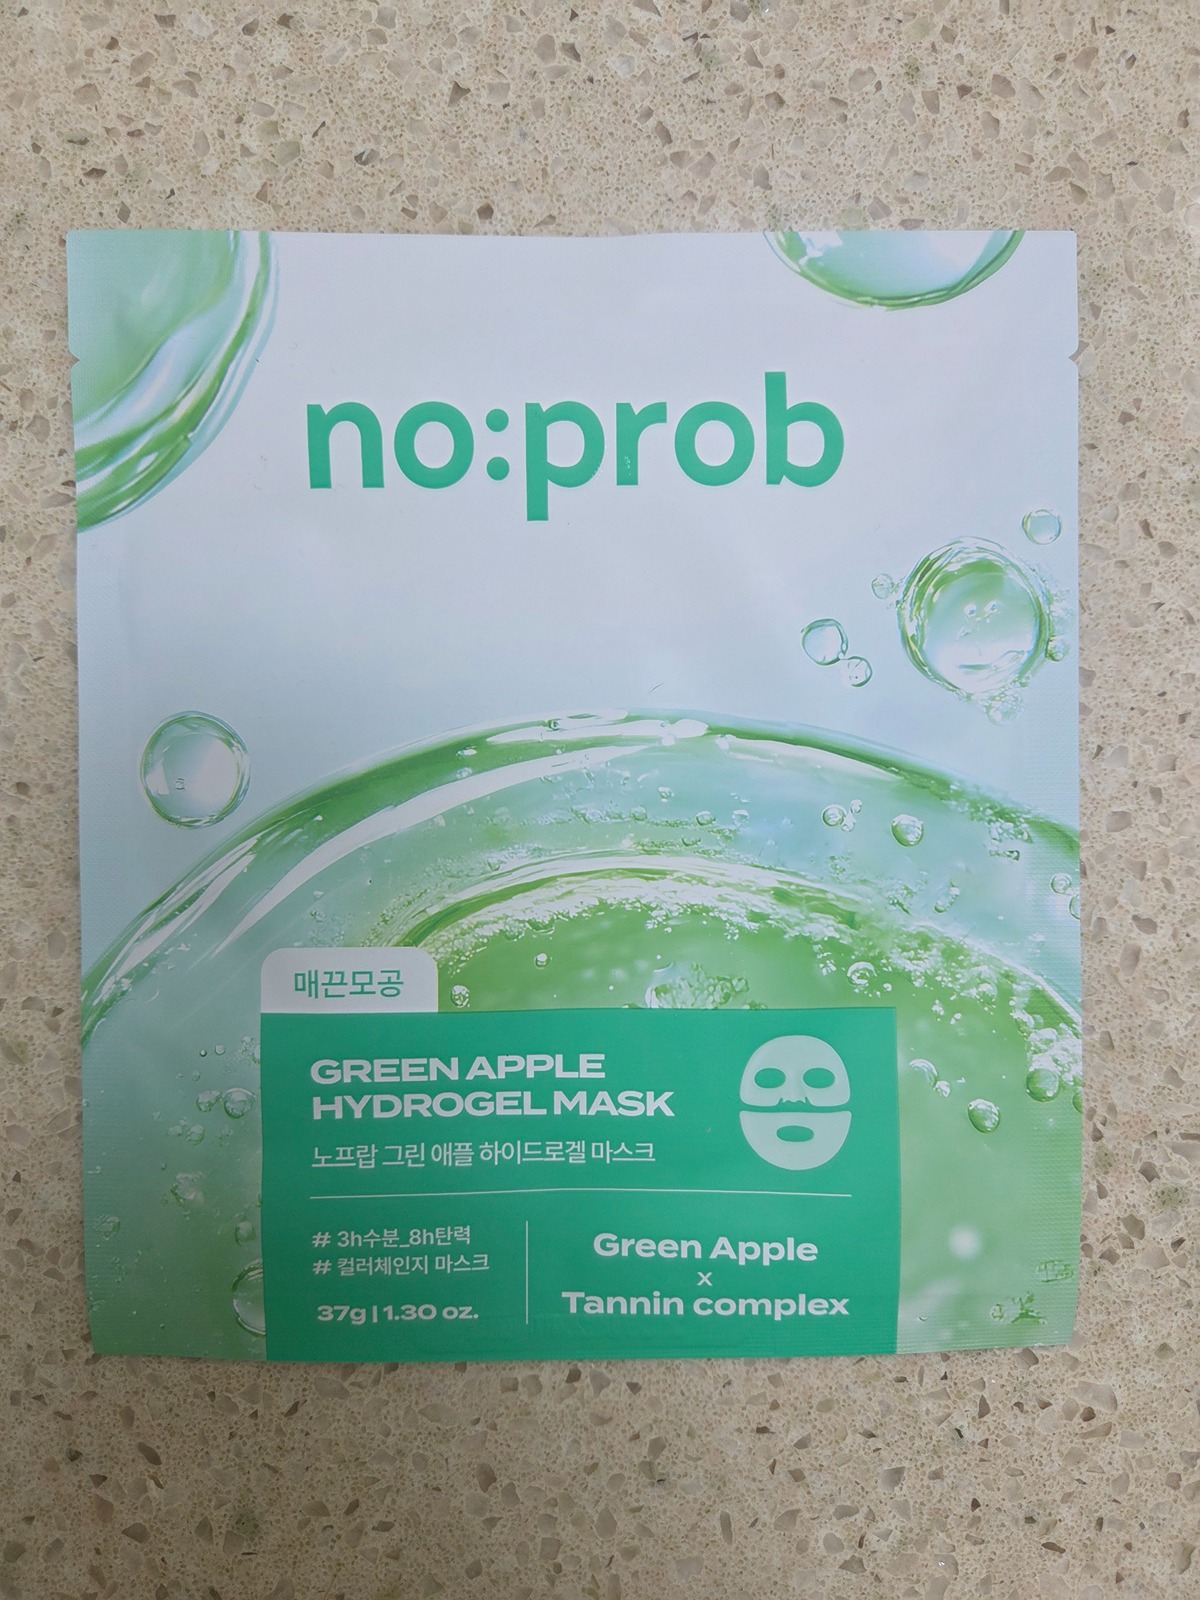 no:prob
매끈모공
GREEN APPLE
HYDROGEL MASK
노프랍 그린 애플 하이드로겔 마스크
# 3h수분_8h탄력
# 컬러체인지 마스크
37g | 1.30 oz.
Green Apple
x
Tannin complex